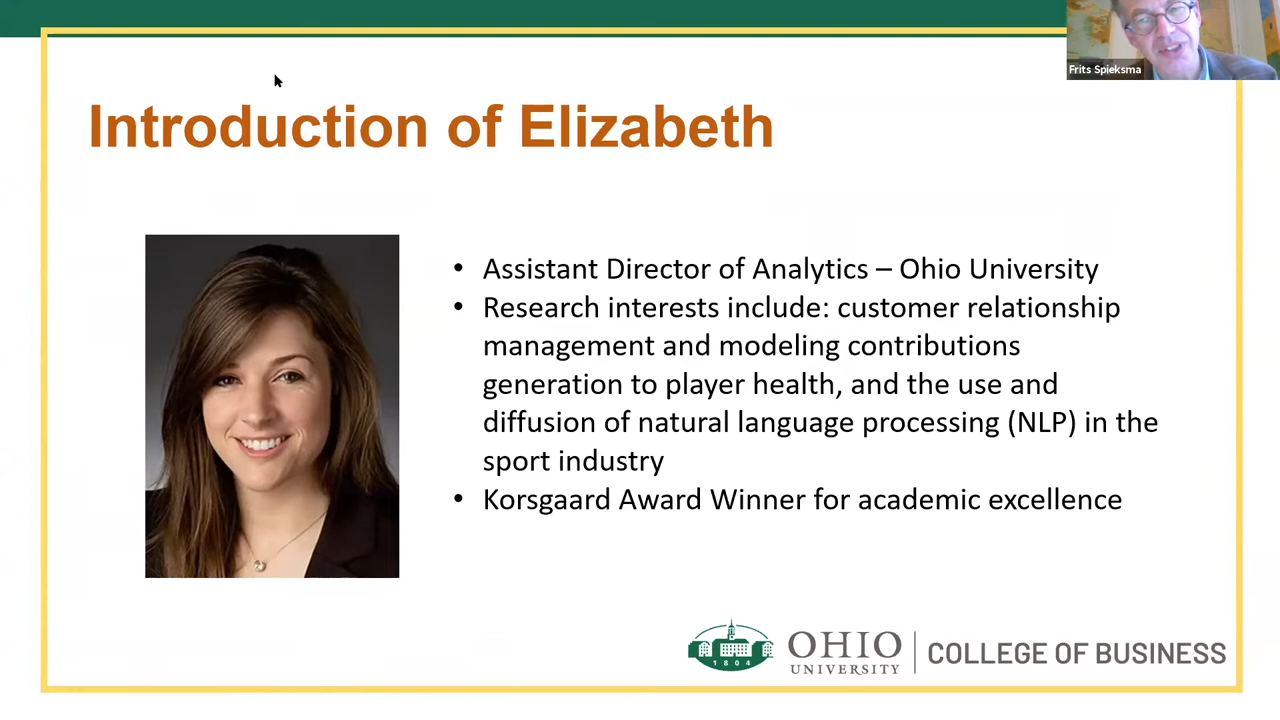 Frits Spieksma
Introduction of Elizabeth
• Assistant Director of Analytics – Ohio University
• Research interests include: customer relationship
management and modeling contributions
generation to player health, and the use and
diffusion of natural language processing (NLP) in the
sport industry
• Korsgaard Award Winner for academic excellence
1804
OHIO
UNIVERSITY
COLLEGE OF BUSINESS